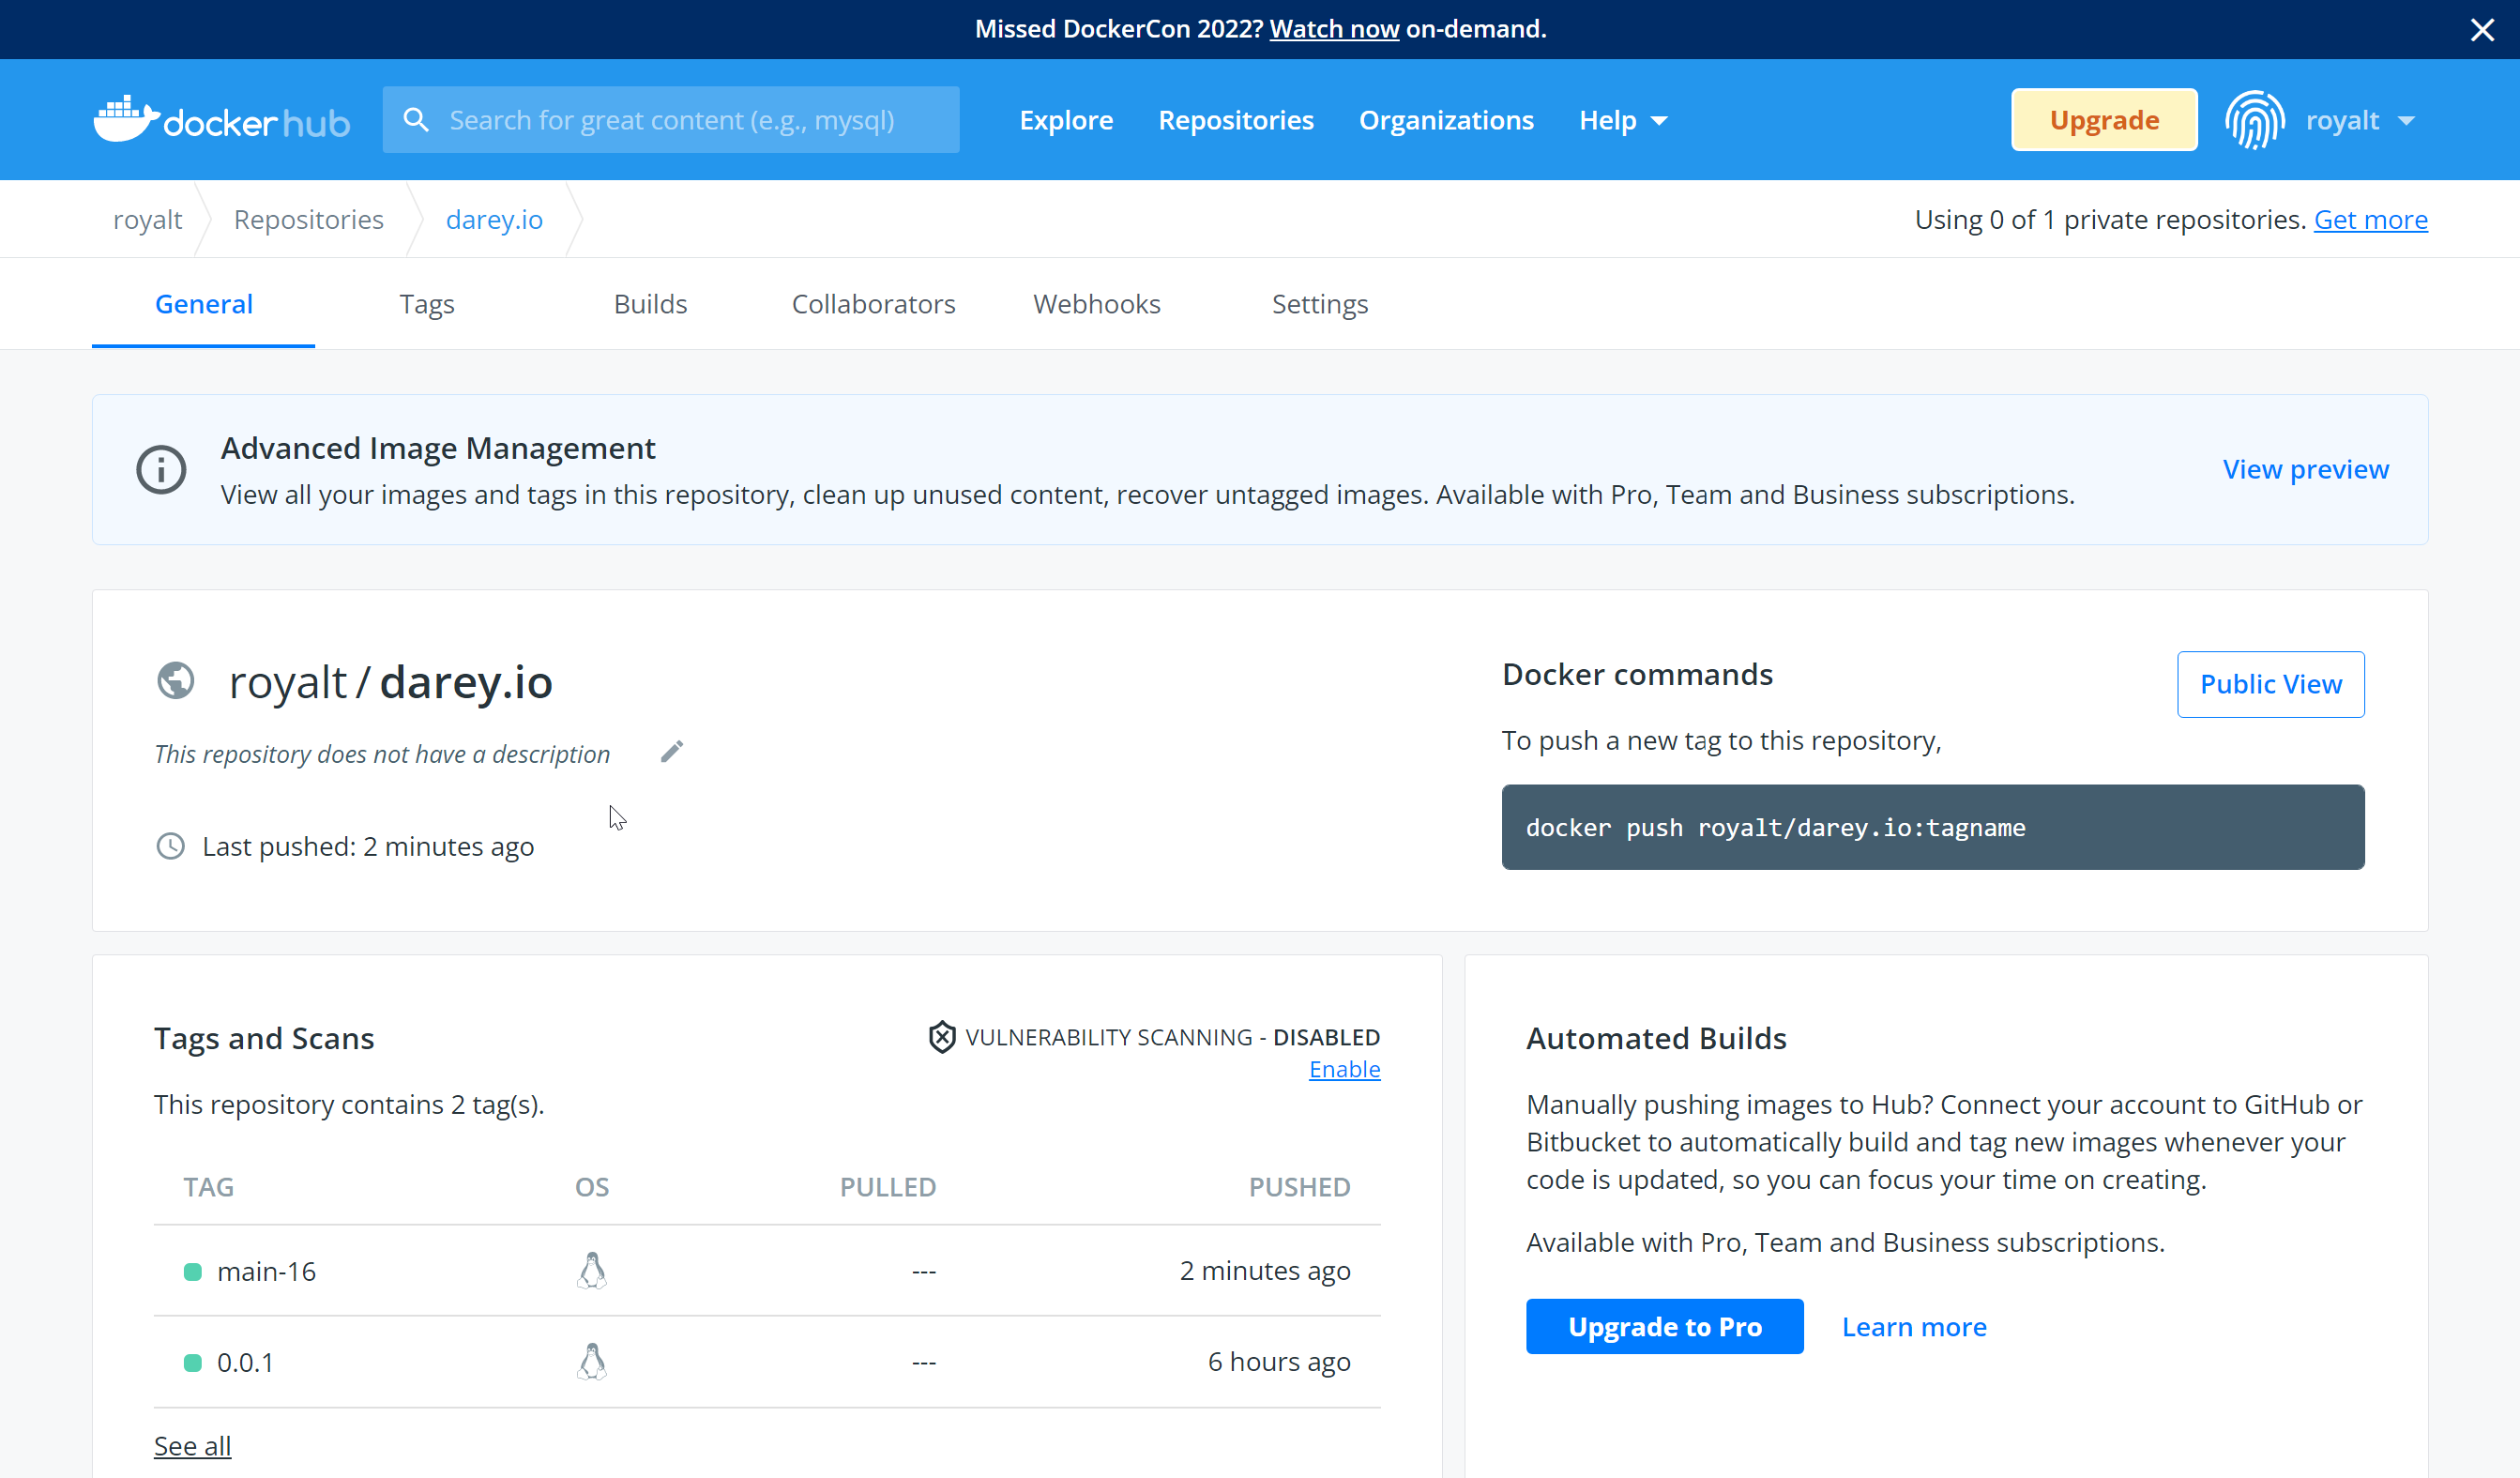 Missed DockerCon 2022? Watch now on-demand.
dockerhub
Search for great content (e.g., mysql)
Explore
Repositories
Organizations
Help
Upgrade
royalt
royalt
Repositories
darey.io
Using 0 of 1 private repositories. Get more
General
Tags
Builds
Collaborators
Webhooks
Settings
Advanced Image Management
View all your images and tags in this repository, clean up unused content, recover untagged images. Available with Pro, Team and Business subscriptions.
View preview
royalt / darey.io
This repository does not have a description
Last pushed: 2 minutes ago
Docker commands
Public View
To push a new tag to this repository,
docker push royalt/darey.io:tagname
Tags and Scans
VULNERABILITY SCANNING - DISABLED
Enable
This repository contains 2 tag(s).
TAG
OS
PULLED
PUSHED
main-16
---
2 minutes ago
0.0.1
---
6 hours ago
See all
Automated Builds
Manually pushing images to Hub? Connect your account to GitHub or
Bitbucket to automatically build and tag new images whenever your
code is updated, so you can focus your time on creating.
Available with Pro, Team and Business subscriptions.
Upgrade to Pro
Learn more